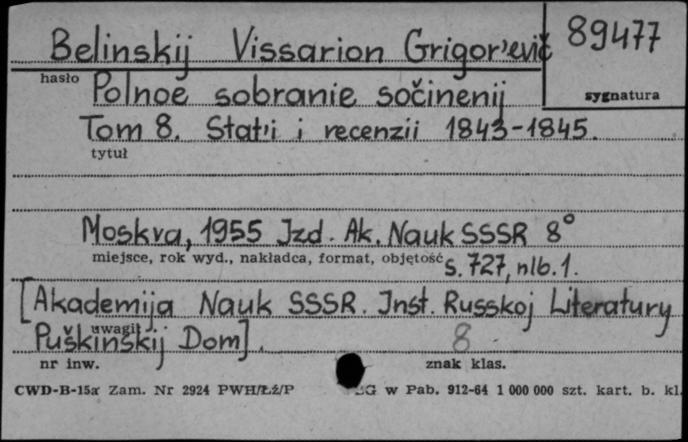 Belinskij Vissarion Grigor'evič 89477
hasło
sygnatura
Połnoe sobranie sočinenij
Tom 8. Stat'i i recenzii 1843-1845.
tytuł
Moskva, 1955 Izd. Ak. Nauk SSSR 8°
miejsce, rok wyd., nakładca, format, objętość s. 727, nlb. 1.
[Akademija Nauk SSSR. Inst. Russkoj Literatury
uwagi
Puškinskij Dom]. 8
nr inw. znak klas.
CWD-B-15a Zam. Nr 2924 PWH/Łź/P w Pab. 912-64 1 000 000 szt. kart. b. kl.